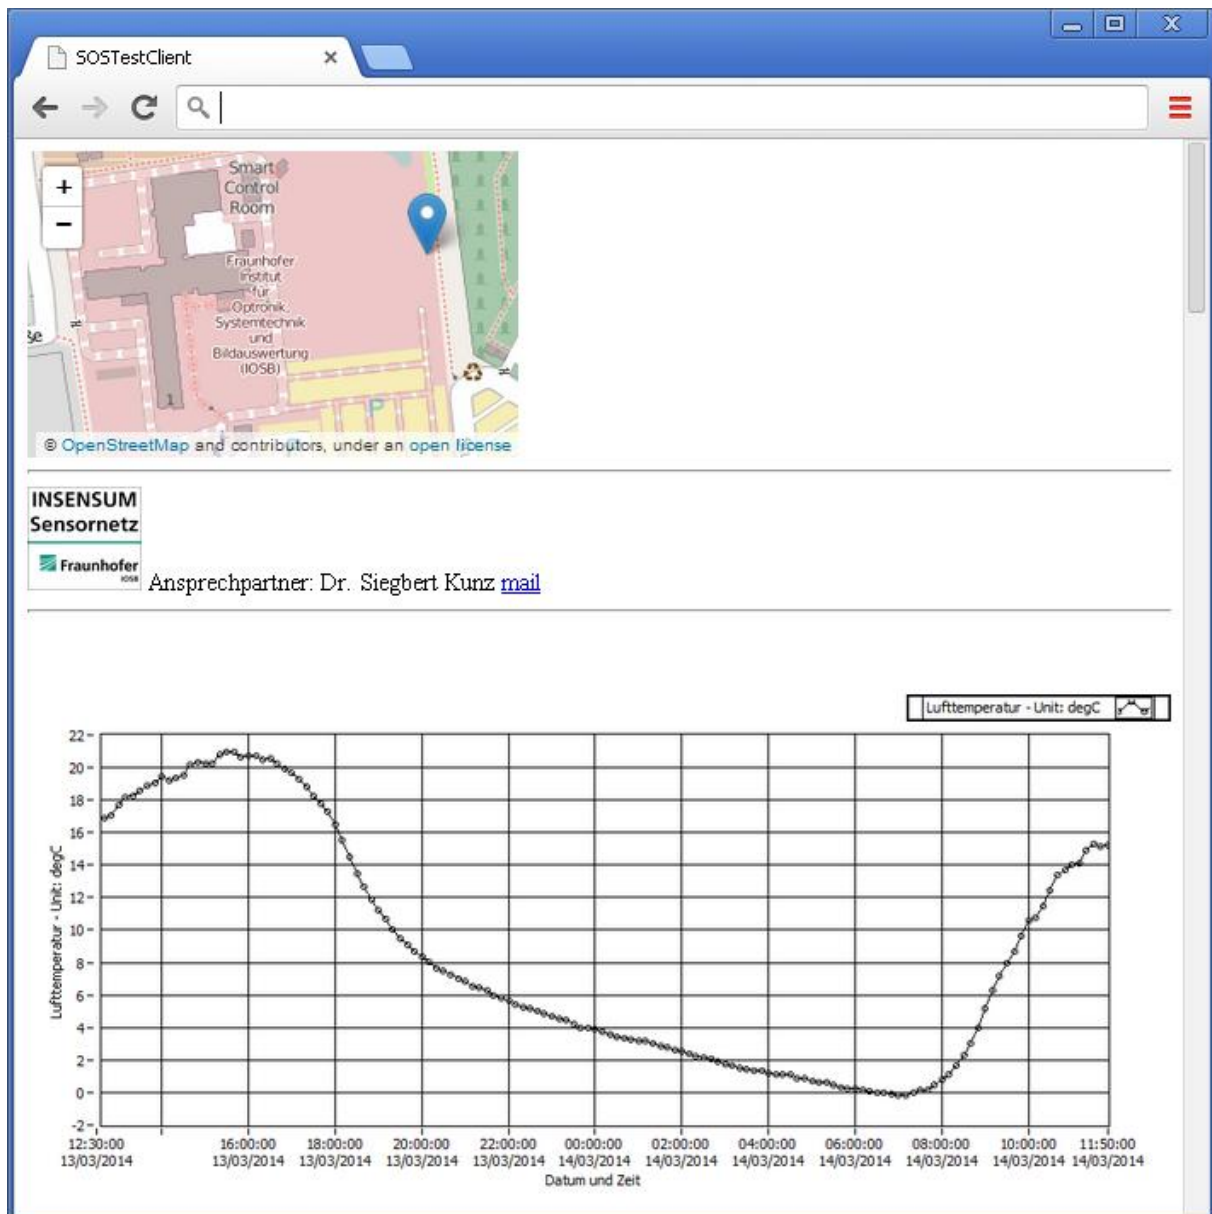 SOSTestClient
+
Smart
Control
Room
−
Fraunhofer
Institut
für
Optronik,
Systemtechnik
und
Bildauswertung
(IOSB)
ße
1
P
© OpenStreetMap and contributors, under an open license
INSENSUM
Sensornetz
Fraunhofer
IOSB
Ansprechpartner: Dr. Siegbert Kunz mail
Lufttemperatur - Unit: degC
Lufttemperatur - Unit: degC
22
20
18
16
14
12
10
8
6
4
2
0
-2
12:30:00 16:00:00 18:00:00 20:00:00 22:00:00 00:00:00 02:00:00 04:00:00 06:00:00 08:00:00 10:00:00 11:50:00
13/03/2014 13/03/2014 13/03/2014 13/03/2014 13/03/2014 14/03/2014 14/03/2014 14/03/2014 14/03/2014 14/03/2014 14/03/2014 14/03/2014
Datum und Zeit